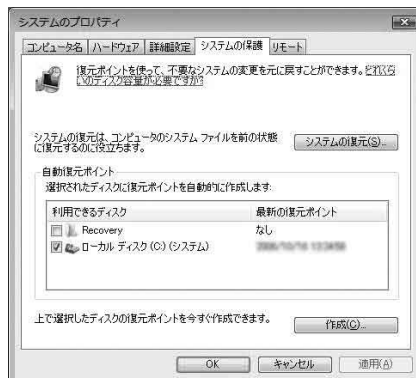 システムのプロパティ
コンピュータ名 ハードウェア 詳細設定 システムの保護 リモート
復元ポイントを使って、不要なシステムの変更を元に戻すことができます。どれくら
いのディスク容量が必要ですか?
システムの復元は、コンピュータのシステム ファイルを前の状態
に復元するのに役立ちます。
システムの復元(S)...
自動復元ポイント
選択されたディスクに復元ポイントを自動的に作成します:
利用できるディスク 最新の復元ポイント
Recovery なし
ローカル ディスク (C:) (システム)
上で選択したディスクの復元ポイントを今すぐ作成できます。
作成(C)...
OK キャンセル 適用(A)